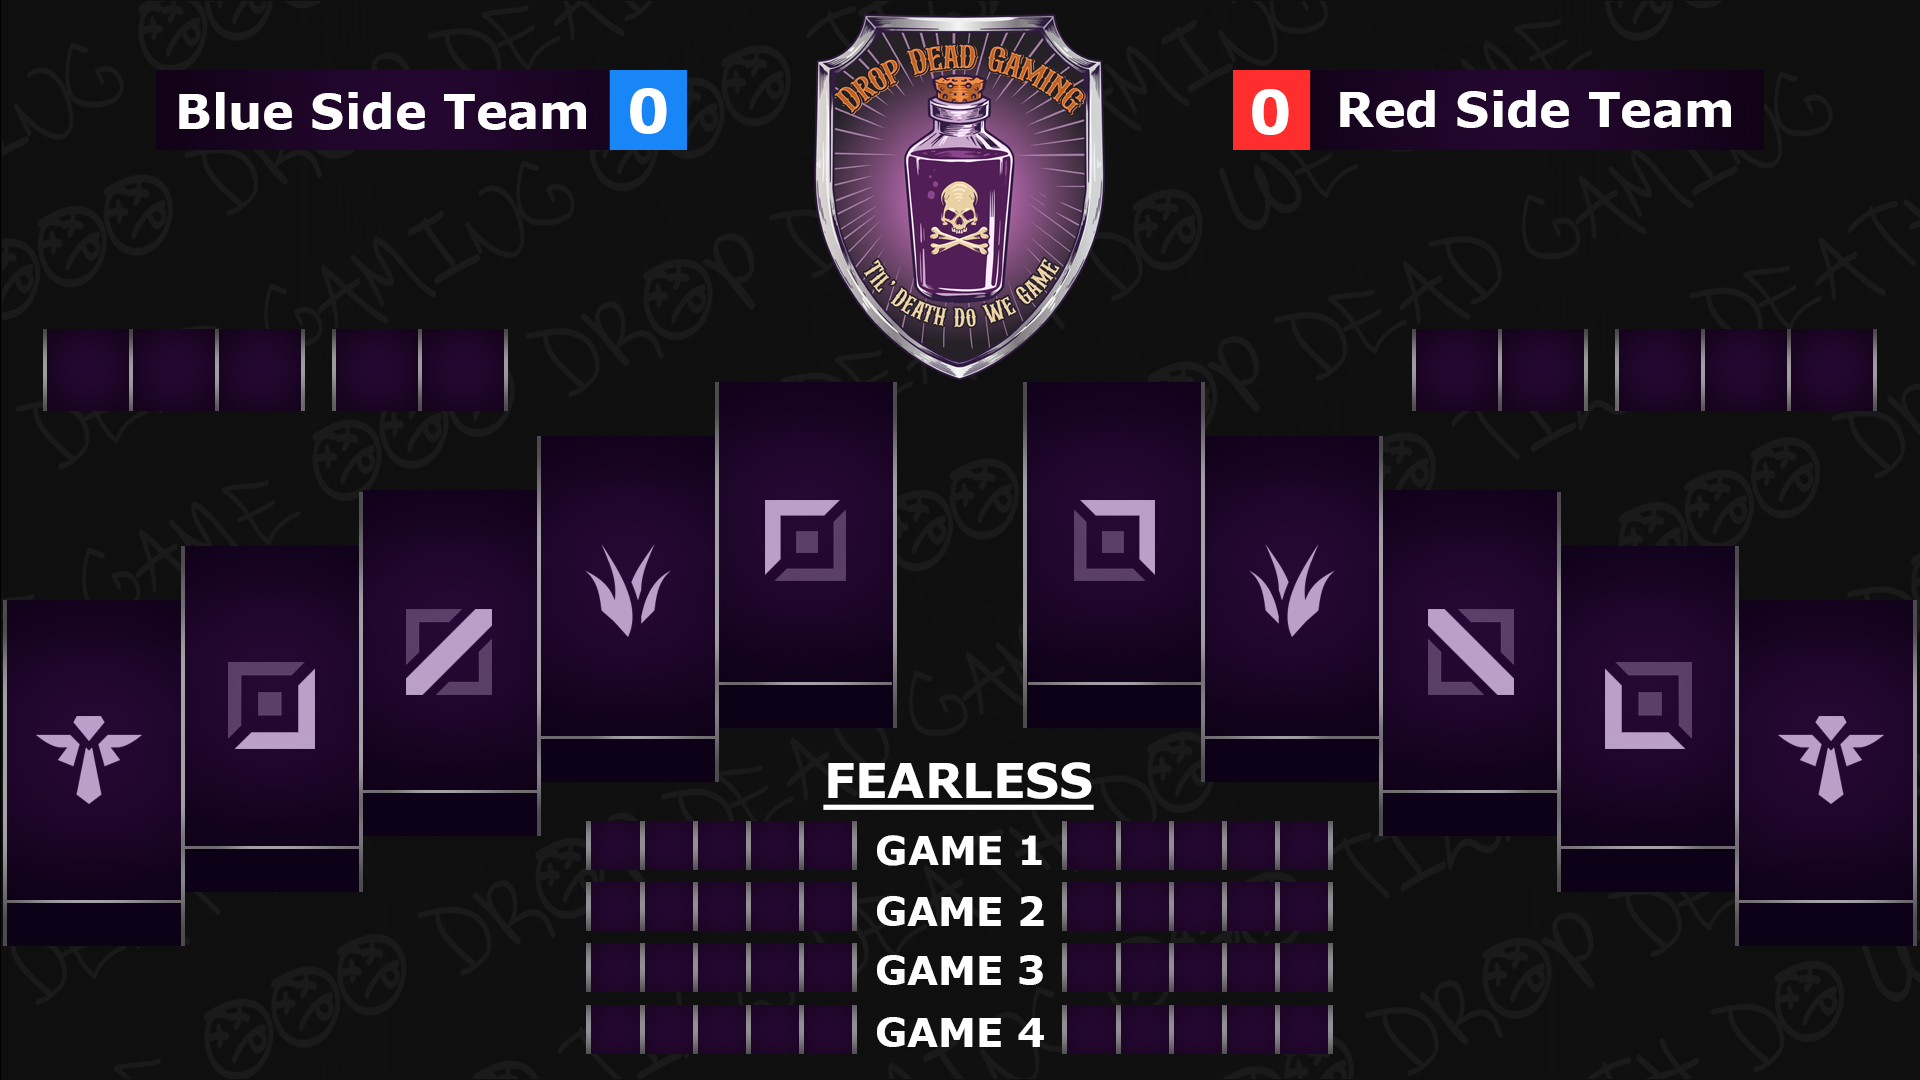 DROP DEAD GAMING
Blue Side Team 0
0 Red Side Team
TIL' DEATH DO WE GAME
FEARLESS
GAME 1
GAME 2
GAME 3
GAME 4